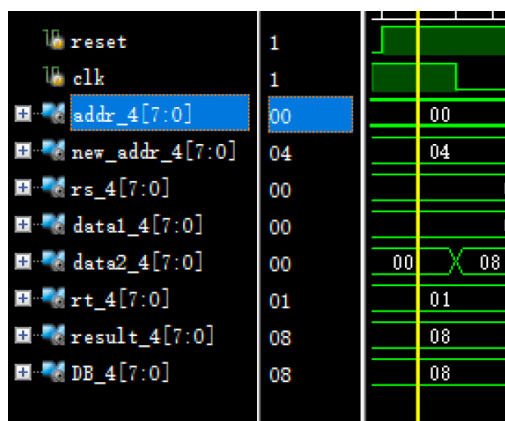 reset 1
clk 1
addr_4[7:0] 00 00
new_addr_4[7:0] 04 04
rs_4[7:0] 00
data1_4[7:0] 00
data2_4[7:0] 00 00 08
rt_4[7:0] 01 01
result_4[7:0] 08 08
DB_4[7:0] 08 08